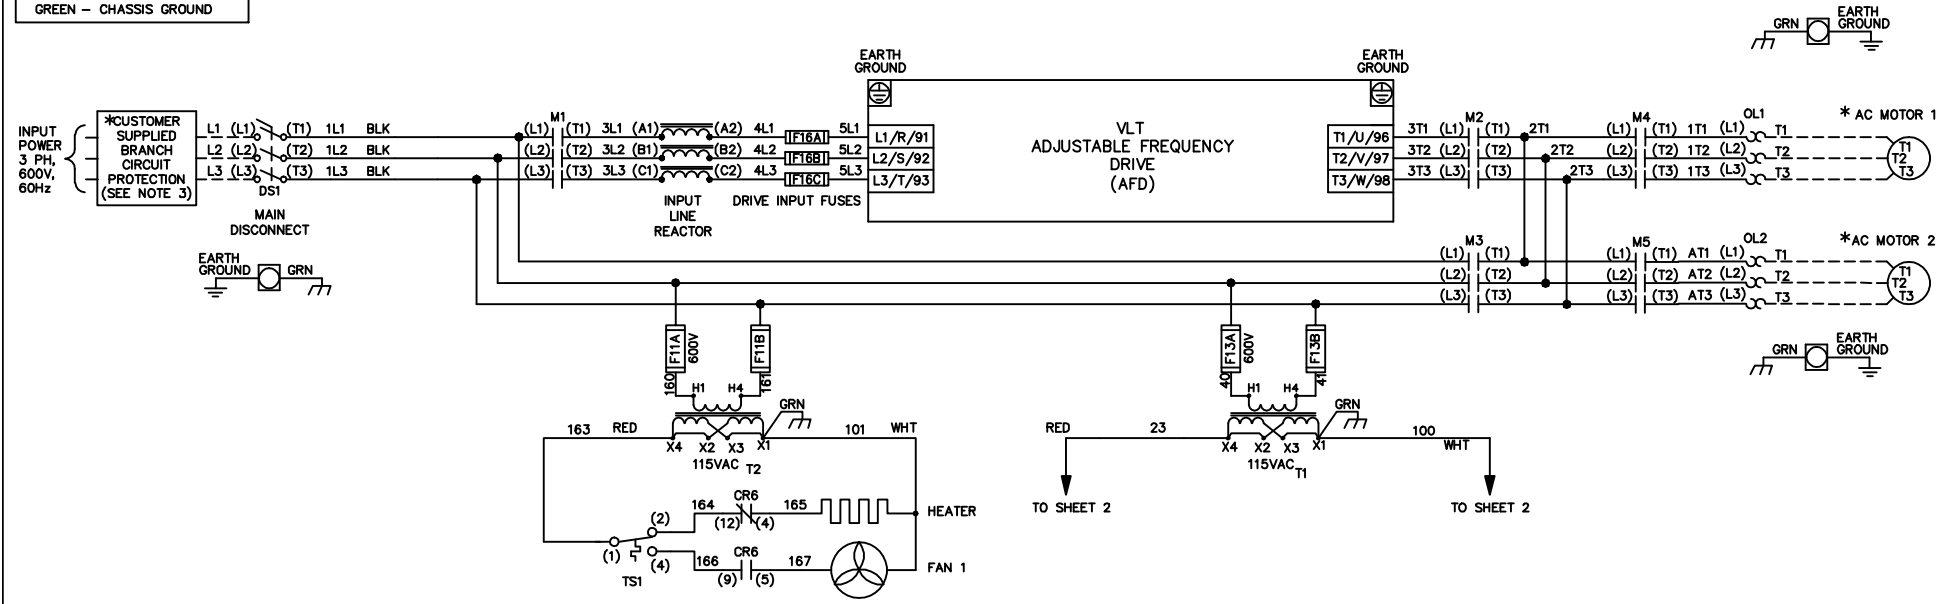 GREEN – CHASSIS GROUND
GRN
EARTH
GROUND
INPUT
POWER
3 PH,
600V,
60Hz
*CUSTOMER
SUPPLIED
BRANCH
CIRCUIT
PROTECTION
(SEE NOTE 3)
L1 (L1) (T1) 1L1 BLK
L2 (L2) (T2) 1L2 BLK
L3 (L3) (T3) 1L3 BLK
DS1
MAIN
DISCONNECT
EARTH
GROUND
GRN
M1
(L1) (T1) 3L1 (A1) (A2) 4L1 F16A 5L1
(L2) (T2) 3L2 (B1) (B2) 4L2 F16B 5L2
(L3) (T3) 3L3 (C1) (C2) 4L3 F16C 5L3
INPUT
LINE
REACTOR
DRIVE INPUT FUSES
EARTH
GROUND
L1/R/91
L2/S/92
L3/T/93
VLT
ADJUSTABLE FREQUENCY
DRIVE
(AFD)
EARTH
GROUND
T1/U/96
T2/V/97
T3/W/98
M2
M4
OL1
3T1 (L1) (T1) 2T1 (L1) (T1) 1T1 (L1) T1
3T2 (L2) (T2) 2T2 (L2) (T2) 1T2 (L2) T2
3T3 (L3) (T3) 2T3 (L3) (T3) 1T3 (L3) T3
* AC MOTOR 1
T1
T2
T3
M3
M5
OL2
(L1) (T1) (L1) (T1) AT1 (L1) T1
(L2) (T2) (L2) (T2) AT2 (L2) T2
(L3) (T3) (L3) (T3) AT3 (L3) T3
*AC MOTOR 2
T1
T2
T3
GRN
EARTH
GROUND
F11A
600V
F11B
160
161
H1 H4
GRN
163 RED
101 WHT
X4 X2 X3 X1
115VAC T2
F13A
600V
F13B
40
41
H1 H4
GRN
RED 23
100
WHT
X4 X2 X3 X1
115VAC T1
TO SHEET 2
TO SHEET 2
164 CR6 165
(12) (4)
HEATER
(2)
(1)
(4)
TS1
166 CR6 167
(9) (5)
FAN 1